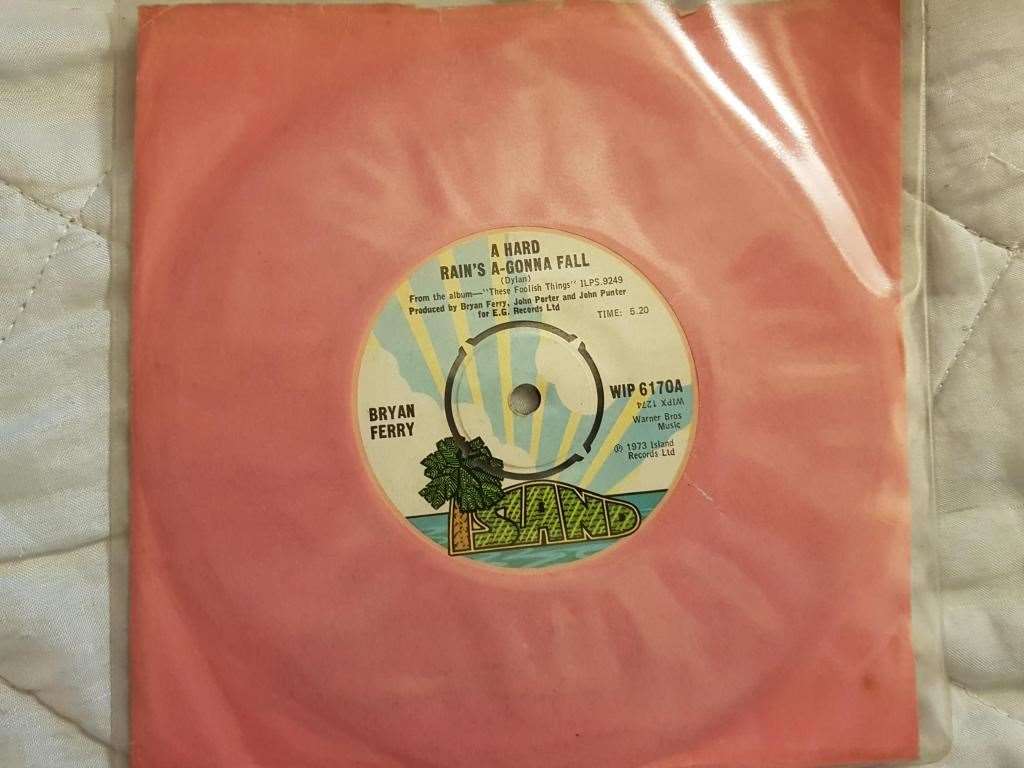 A HARD
RAIN'S A-GONNA FALL
(Dylan)
From the album—"These Foolish Things" ILPS.9249
Produced by Bryan Ferry, John Porter and John Punter
for E.G. Records Ltd
TIME: 5.20
WIP 6170A
WIPX 1274
Warner Bros
Music
℗ 1973 Island
Records Ltd
BRYAN
FERRY
ISLAND